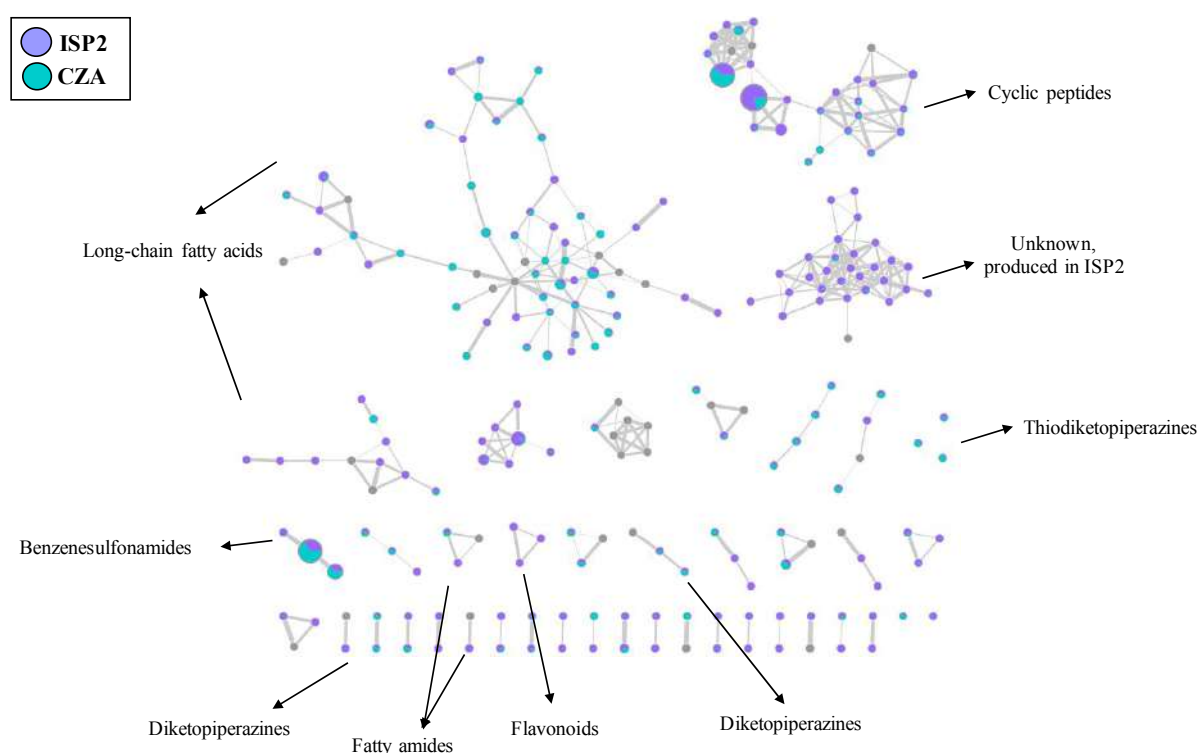 ISP2
CZA
Cyclic peptides
Long-chain fatty acids
Unknown,
produced in ISP2
Thiodiketopiperazines
Benzenesulfonamides
Diketopiperazines
Fatty amides
Flavonoids
Diketopiperazines